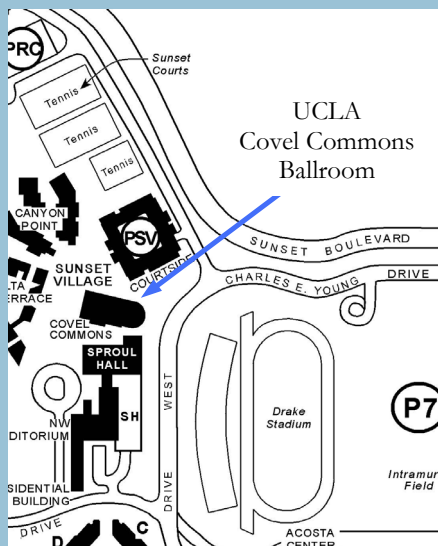 PRC
Sunset
Courts
Tennis
Tennis
Tennis
UCLA
Covel Commons
Ballroom
CANYON
POINT
PSV
SUNSET BOULEVARD
SUNSET
VILLAGE
COURTSIDE
CHARLES E. YOUNG DRIVE WEST DRIVE
LTA
TERRACE
COVEL
COMMONS
SPROUL
HALL
SH
NW
DITORIUM
Drake
Stadium
P7
Intramur
Field
SIDENTIAL
BUILDING
DRIVE
D
C
ACOSTA
CENTER